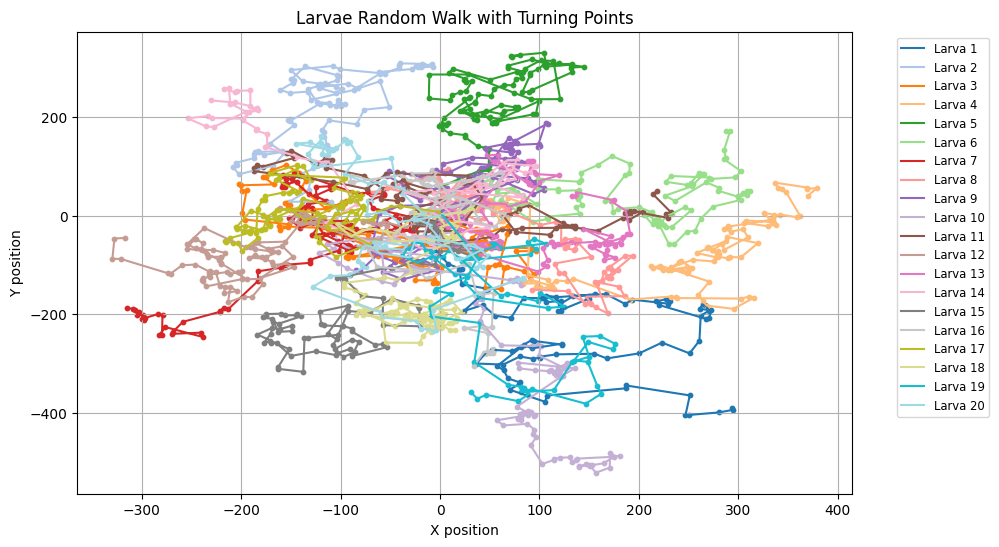 Larvae Random Walk with Turning Points
Y position
200
0
−200
−400
−300
−200
−100
0
100
200
300
400
X position
Larva 1
Larva 2
Larva 3
Larva 4
Larva 5
Larva 6
Larva 7
Larva 8
Larva 9
Larva 10
Larva 11
Larva 12
Larva 13
Larva 14
Larva 15
Larva 16
Larva 17
Larva 18
Larva 19
Larva 20